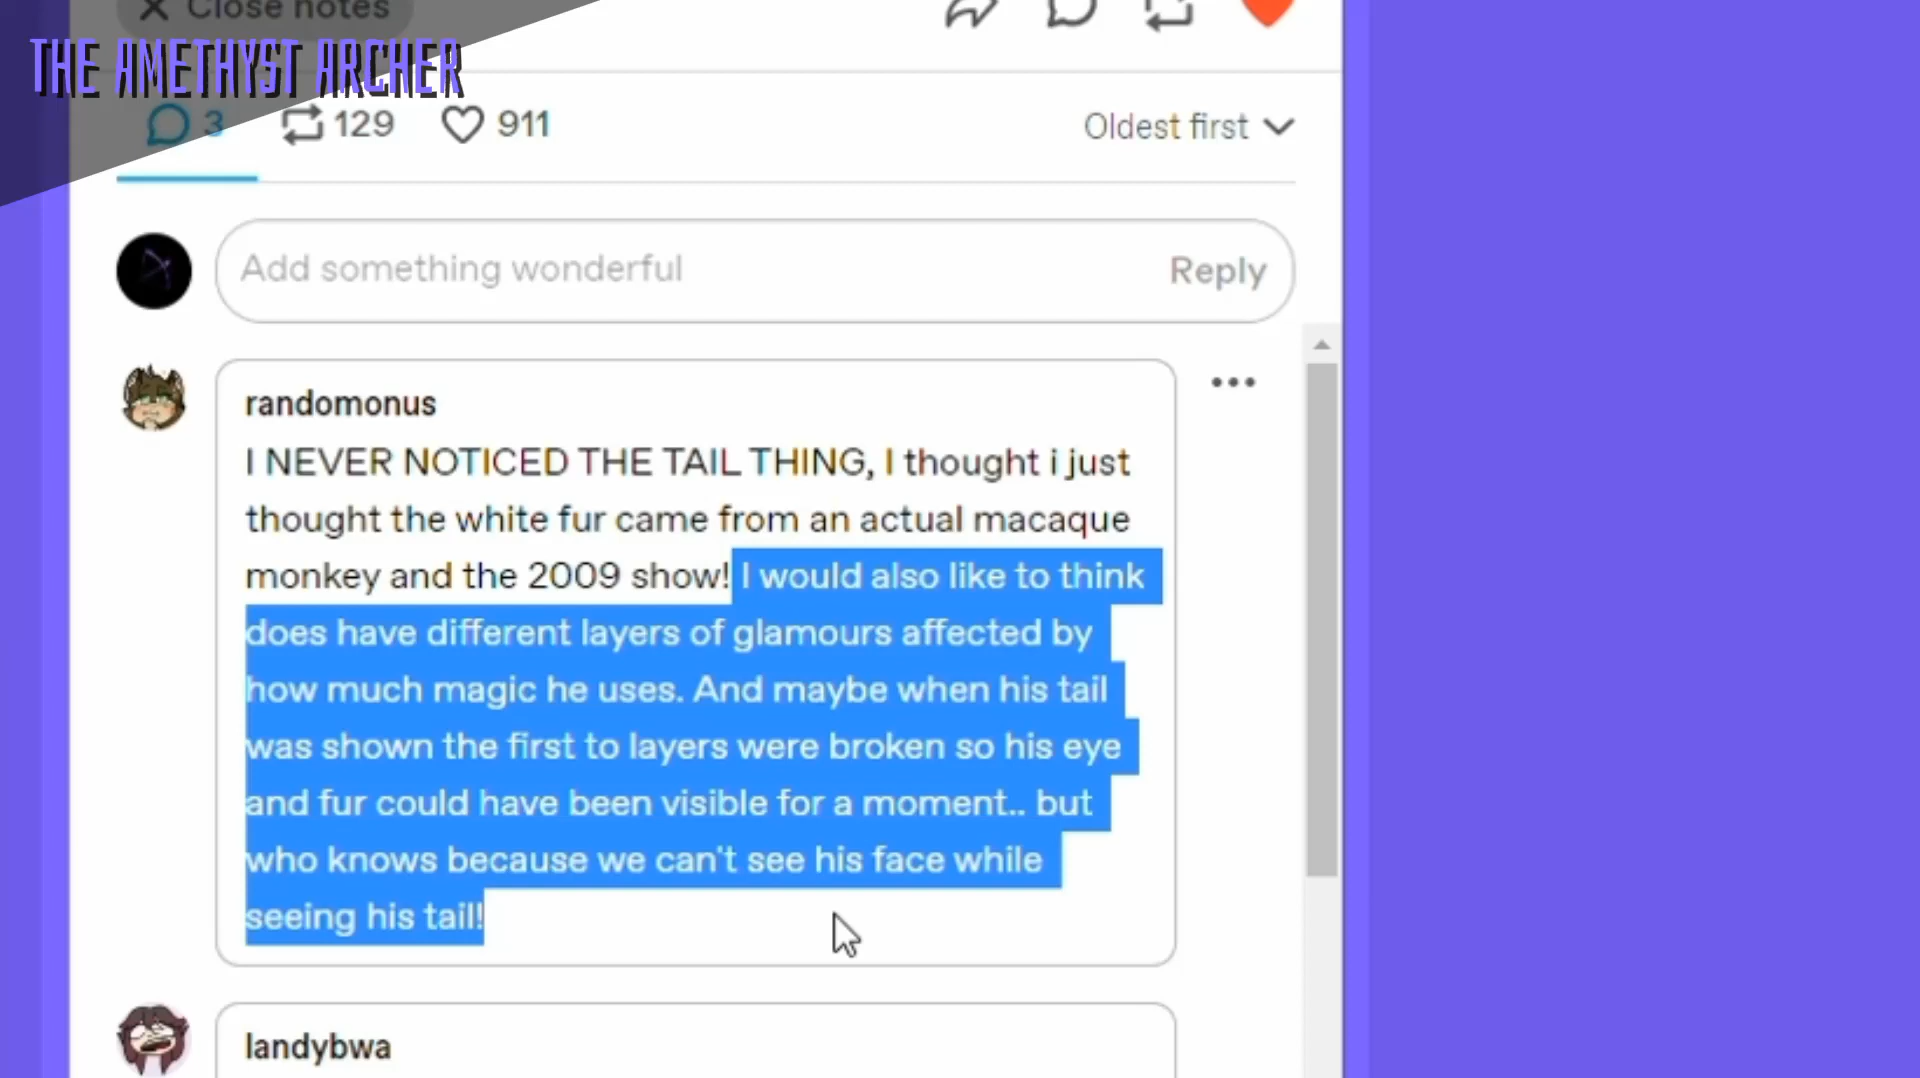 Close notes
THE AMETHYST ARCHER
3 129 911 Oldest first
Add something wonderful Reply
randomonus
I NEVER NOTICED THE TAIL THING, I thought i just
thought the white fur came from an actual macaque
monkey and the 2009 show! I would also like to think
does have different layers of glamours affected by
how much magic he uses. And maybe when his tail
was shown the first to layers were broken so his eye
and fur could have been visible for a moment.. but
who knows because we can't see his face while
seeing his tail!
landybwa